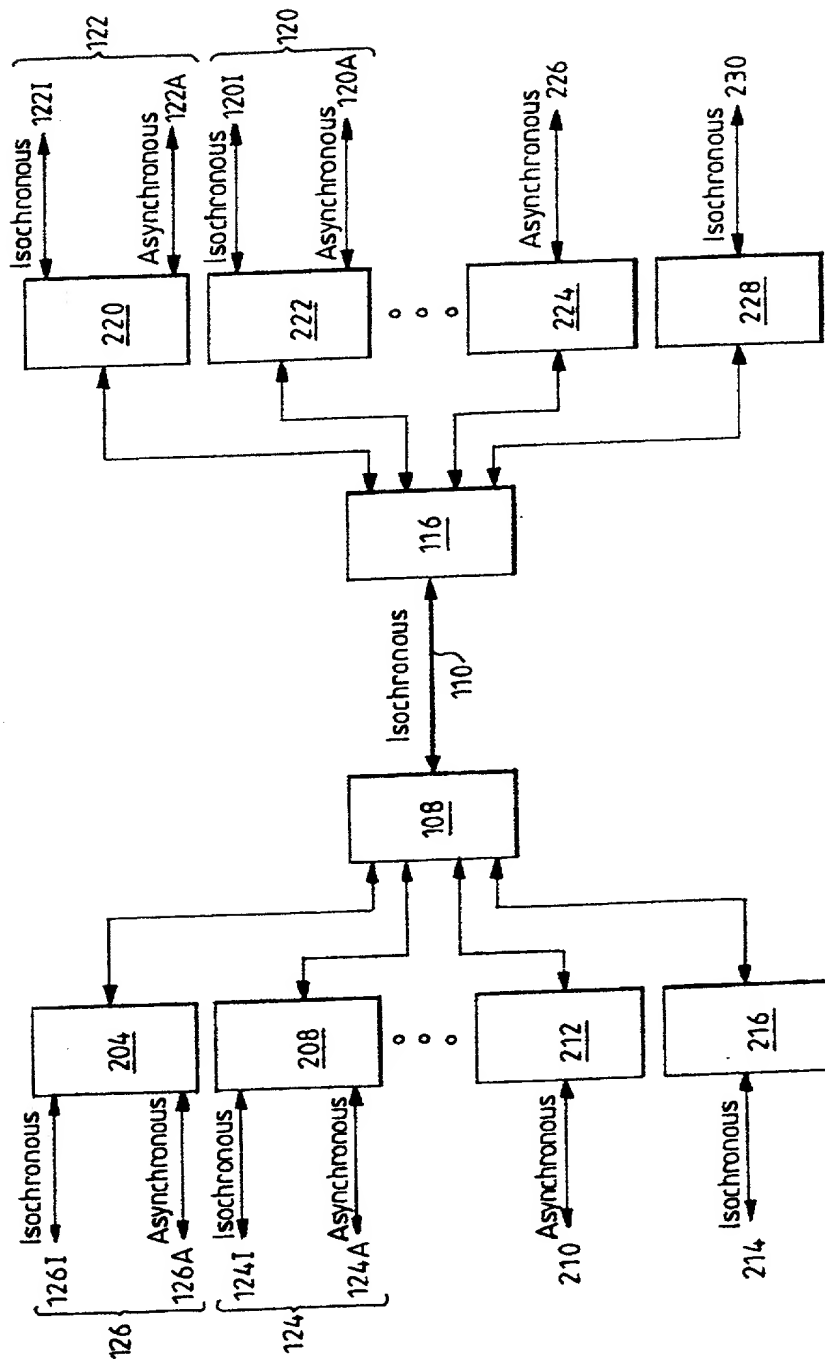 126
126I
Isochronous
126A
Asynchronous
204
124
124I
Isochronous
124A
Asynchronous
208
210
Asynchronous
212
214
Isochronous
216
108
Isochronous
110
116
220
Isochronous
122I
Asynchronous
122A
122
222
Isochronous
120I
Asynchronous
120A
120
224
Asynchronous
226
228
Isochronous
230